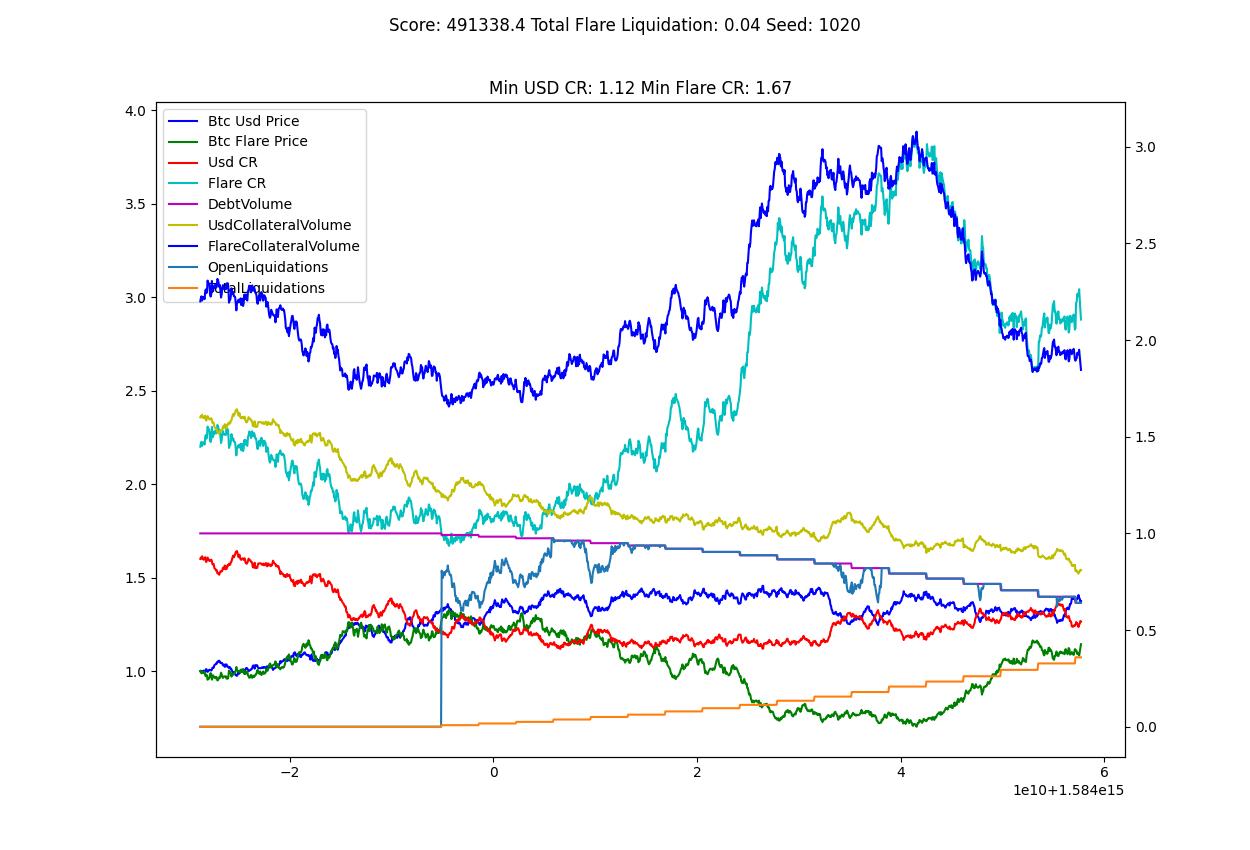 Score: 491338.4 Total Flare Liquidation: 0.04 Seed: 1020
Min USD CR: 1.12 Min Flare CR: 1.67
Btc Usd Price
Btc Flare Price
Usd CR
Flare CR
DebtVolume
UsdCollateralVolume
FlareCollateralVolume
OpenLiquidations
TotalLiquidations
4.0
3.5
3.0
2.5
2.0
1.5
1.0
3.0
2.5
2.0
1.5
1.0
0.5
0.0
−2 0 2 4 6
1e10+1.584e15